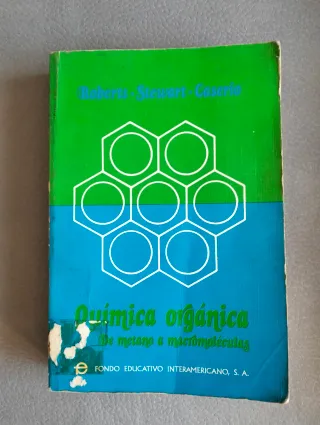 Roberts - Stewart - Caserio
Química orgánica
De metano a macromoléculas
FONDO EDUCATIVO INTERAMERICANO, S. A.